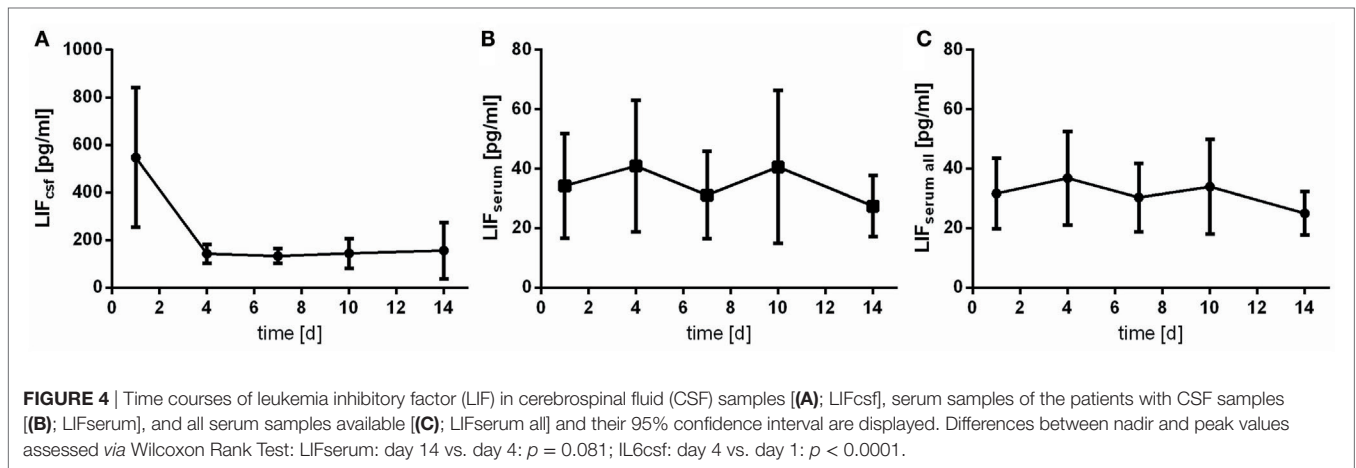 A
1000
800
600
400
200
0
LIFcsf [pg/ml]
0 2 4 6 8 10 12 14
time [d]
B
80
60
40
20
0
LIFserum [pg/ml]
0 2 4 6 8 10 12 14
time [d]
C
80
60
40
20
0
LIFserum all [pg/ml]
0 2 4 6 8 10 12 14
time [d]
FIGURE 4 | Time courses of leukemia inhibitory factor (LIF) in cerebrospinal fluid (CSF) samples [(A); LIFcsf], serum samples of the patients with CSF samples
[(B); LIFserum], and all serum samples available [(C); LIFserum all] and their 95% confidence interval are displayed. Differences between nadir and peak values
assessed via Wilcoxon Rank Test: LIFserum: day 14 vs. day 4: p = 0.081; IL6csf: day 4 vs. day 1: p < 0.0001.